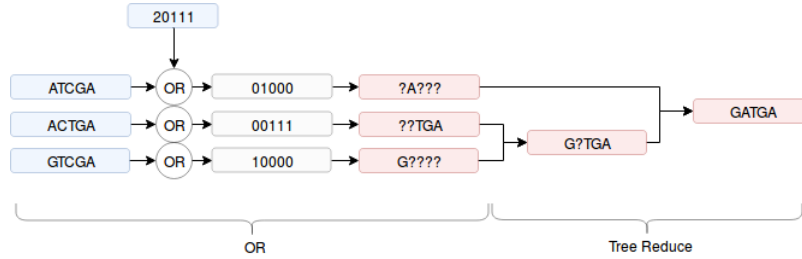 20111
ATCGA OR 01000 ?A???
GATGA
ACTGA OR 00111 ??TGA
G?TGA
GTCGA OR 10000 G????
OR Tree Reduce